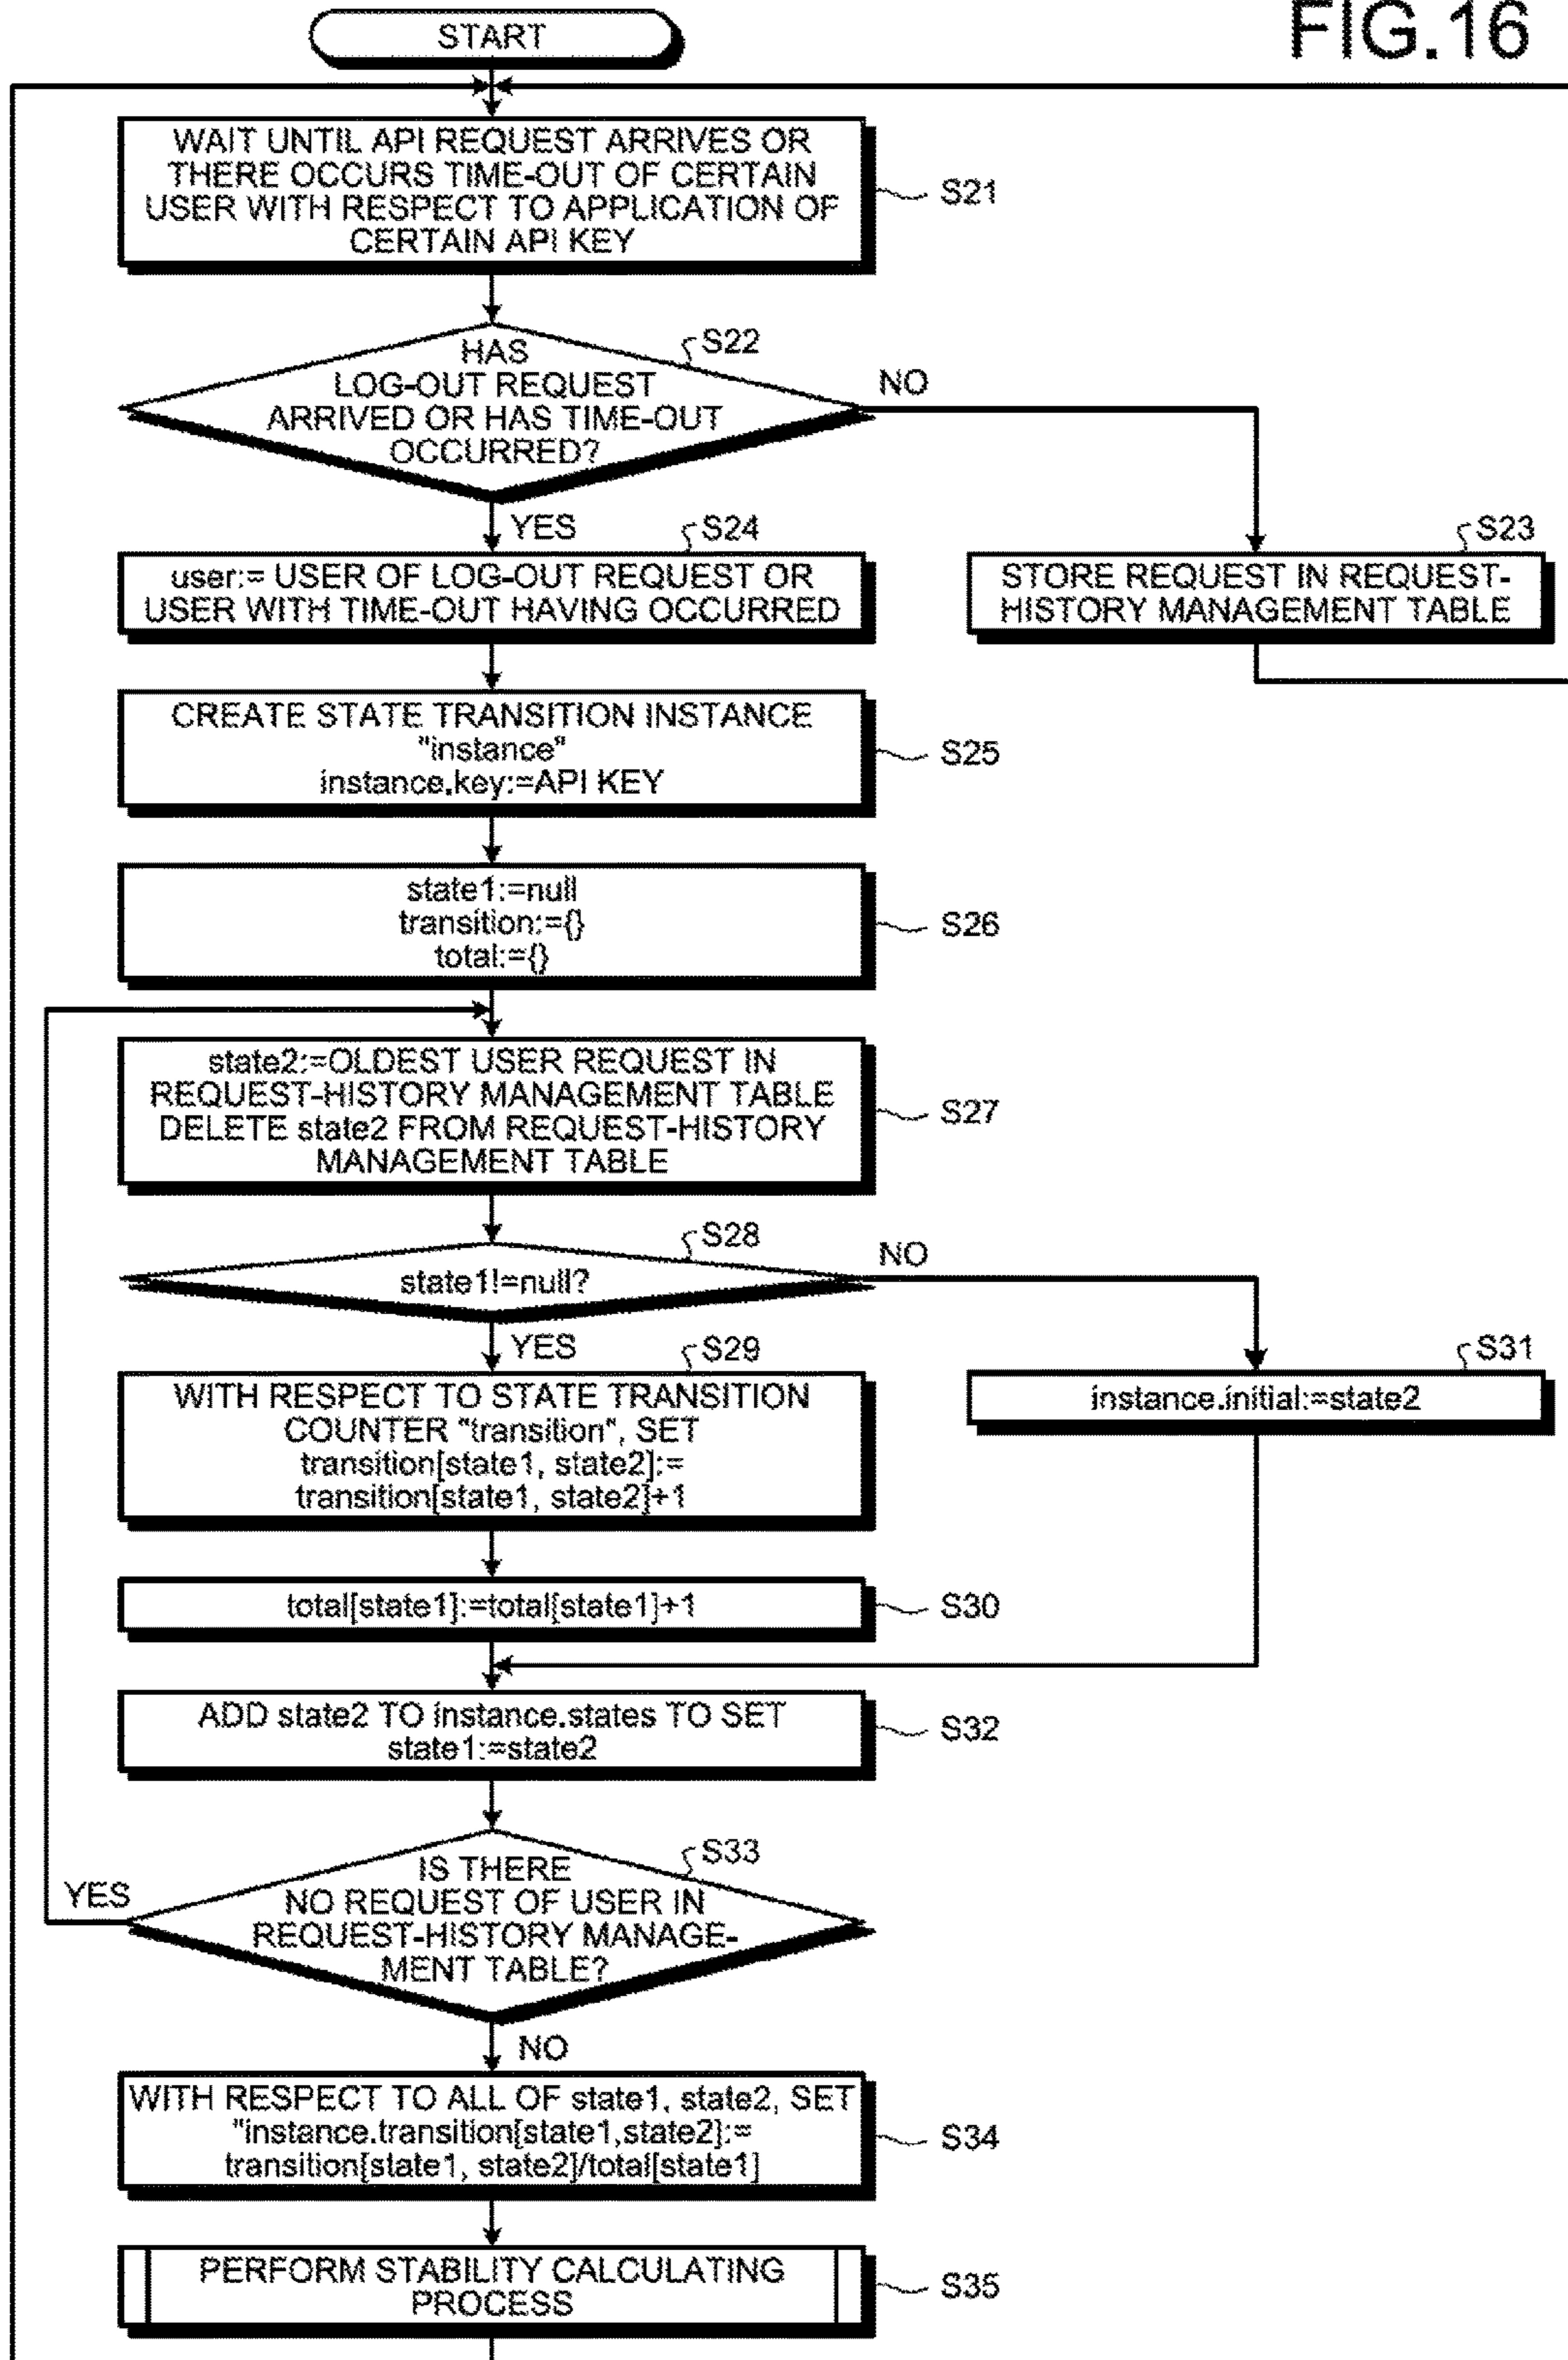 FIG.16
START
WAIT UNTIL API REQUEST ARRIVES OR
THERE OCCURS TIME-OUT OF CERTAIN
USER WITH RESPECT TO APPLICATION OF
CERTAIN API KEY
S21
S22
HAS
LOG-OUT REQUEST
ARRIVED OR HAS TIME-OUT
OCCURRED?
NO
YES
S24
user:= USER OF LOG-OUT REQUEST OR
USER WITH TIME-OUT HAVING OCCURRED
S23
STORE REQUEST IN REQUEST-
HISTORY MANAGEMENT TABLE
CREATE STATE TRANSITION INSTANCE
"instance"
instance.key:=API KEY
S25
state1:=null
transition:={}
total:={}
S26
state2:=OLDEST USER REQUEST IN
REQUEST-HISTORY MANAGEMENT TABLE
DELETE state2 FROM REQUEST-HISTORY
MANAGEMENT TABLE
S27
S28
state1!=null?
NO
YES
S29
WITH RESPECT TO STATE TRANSITION
COUNTER "transition", SET
transition[state1, state2]:=
transition[state1, state2]+1
S31
instance.initial:=state2
total[state1]:=total[state1]+1
S30
ADD state2 TO instance.states TO SET
state1:=state2
S32
S33
IS THERE
NO REQUEST OF USER IN
REQUEST-HISTORY MANAGE-
MENT TABLE?
YES
NO
WITH RESPECT TO ALL OF state1, state2, SET
"instance.transition[state1,state2]:=
transition[state1, state2]/total[state1]
S34
PERFORM STABILITY CALCULATING
PROCESS
S35